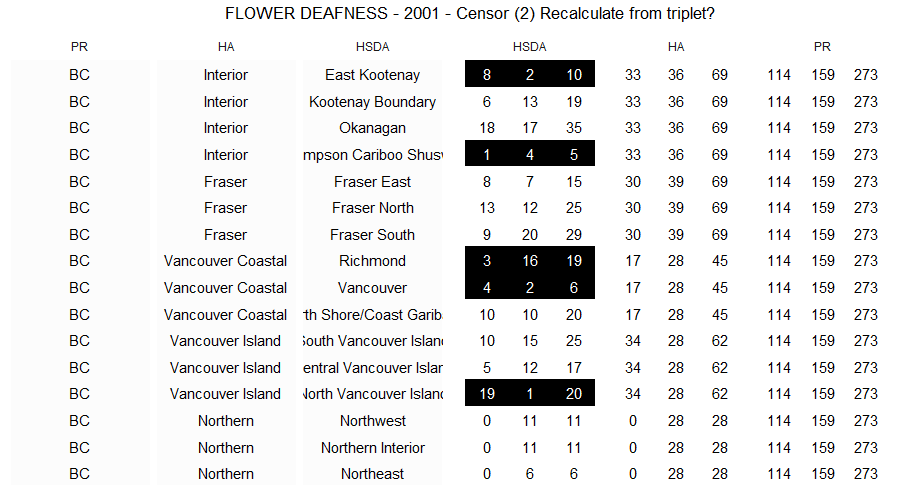 FLOWER DEAFNESS - 2001 - Censor (2) Recalculate from triplet?
PR HA HSDA HSDA HA PR
BC Interior East Kootenay 8 2 10 33 36 69 114 159 273
BC Interior Kootenay Boundary 6 13 19 33 36 69 114 159 273
BC Interior Okanagan 18 17 35 33 36 69 114 159 273
BC Interior mpson Cariboo Shusw 1 4 5 33 36 69 114 159 273
BC Fraser Fraser East 8 7 15 30 39 69 114 159 273
BC Fraser Fraser North 13 12 25 30 39 69 114 159 273
BC Fraser Fraser South 9 20 29 30 39 69 114 159 273
BC Vancouver Coastal Richmond 3 16 19 17 28 45 114 159 273
BC Vancouver Coastal Vancouver 4 2 6 17 28 45 114 159 273
BC Vancouver Coastal th Shore/Coast Gariba 10 10 20 17 28 45 114 159 273
BC Vancouver Island South Vancouver Island 10 15 25 34 28 62 114 159 273
BC Vancouver Island entral Vancouver Islan 5 12 17 34 28 62 114 159 273
BC Vancouver Island North Vancouver Island 19 1 20 34 28 62 114 159 273
BC Northern Northwest 0 11 11 0 28 28 114 159 273
BC Northern Northern Interior 0 11 11 0 28 28 114 159 273
BC Northern Northeast 0 6 6 0 28 28 114 159 273